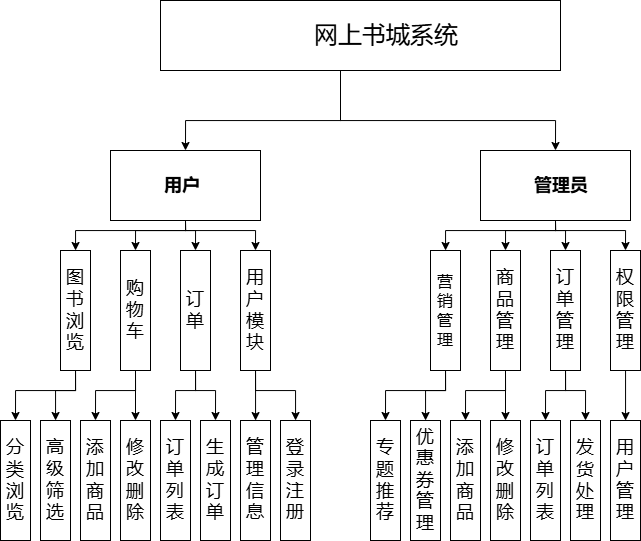 网上书城系统
用户
管理员
图书浏览
购物车
订单
用户模块
营销管理
商品管理
订单管理
权限管理
分类浏览
高级筛选
添加商品
修改删除
订单列表
生成订单
管理信息
登录注册
专题推荐
优惠券管理
添加商品
修改删除
订单列表
发货处理
用户管理